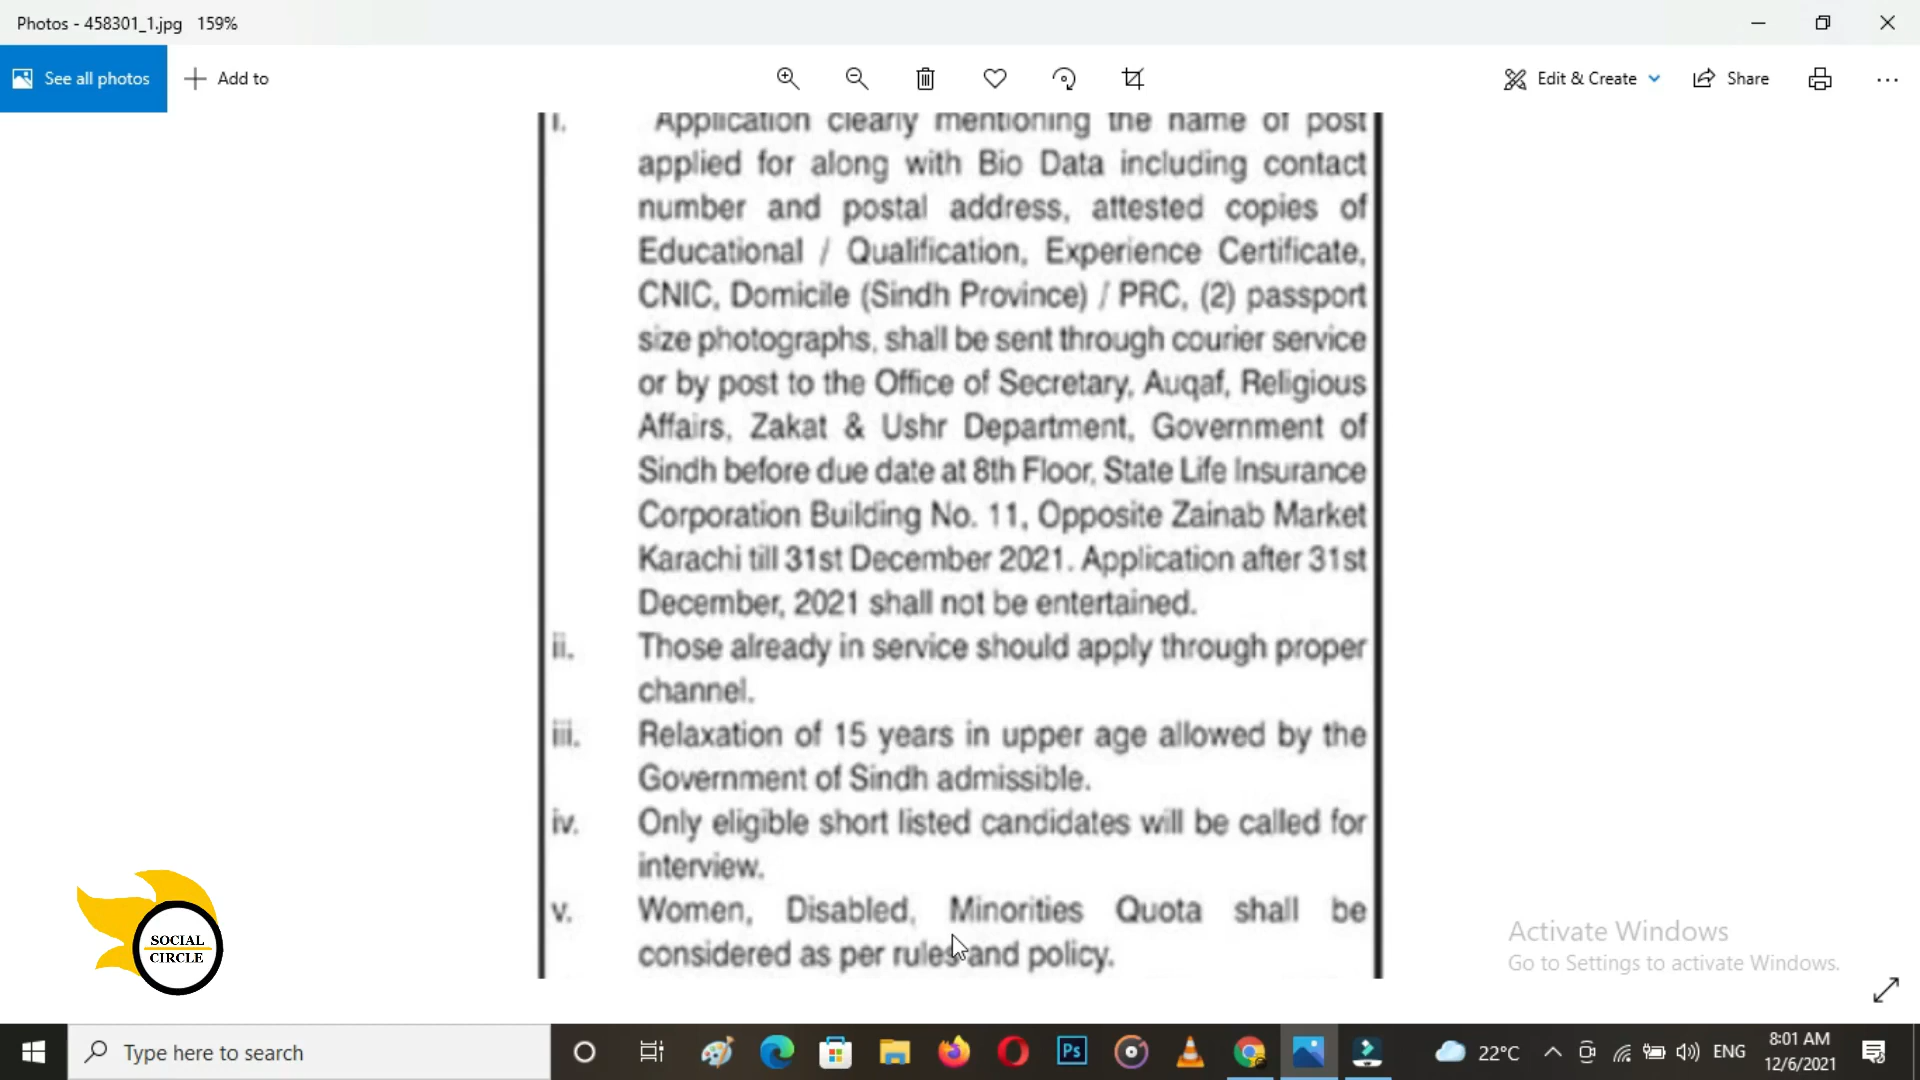 Photos - 458301_1.jpg 159%
See all photos
Add to
Edit & Create
Share
i. Application clearly mentioning the name of post
applied for along with Bio Data including contact
number and postal address, attested copies of
Educational / Qualification, Experience Certificate,
CNIC, Domicile (Sindh Province) / PRC, (2) passport
size photographs, shall be sent through courier service
or by post to the Office of Secretary, Auqaf, Religious
Affairs, Zakat & Ushr Department, Government of
Sindh before due date at 8th Floor, State Life Insurance
Corporation Building No. 11, Opposite Zainab Market
Karachi till 31st December 2021. Application after 31st
December, 2021 shall not be entertained.
ii. Those already in service should apply through proper
channel.
iii. Relaxation of 15 years in upper age allowed by the
Government of Sindh admissible.
iv. Only eligible short listed candidates will be called for
interview.
v. Women, Disabled, Minorities Quota shall be
considered as per rules and policy.
SOCIAL
CIRCLE
Activate Windows
Go to Settings to activate Windows.
Type here to search
Ps
22°C
ENG
8:01 AM
12/6/2021